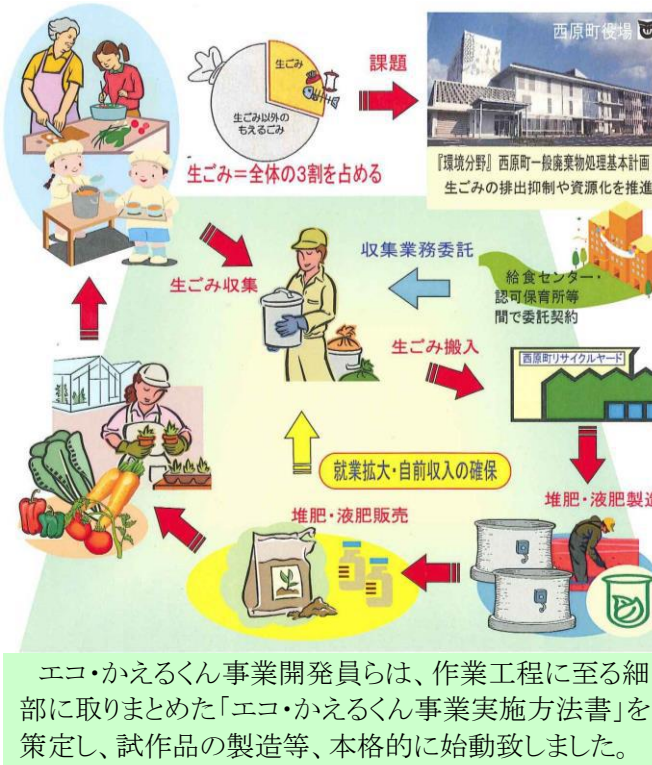 西原町役場
生ごみ
課題
生ごみ以外の
もえるごみ
生ごみ＝全体の3割を占める
『環境分野』西原町一般廃棄物処理基本計画
生ごみの排出抑制や資源化を推進
収集業務委託
生ごみ収集
給食センター・
認可保育所等
間で委託契約
生ごみ搬入
西原町リサイクルヤード
就業拡大・自前収入の確保
堆肥・液肥製造
堆肥・液肥販売
エコ・かえるくん事業開発員らは、作業工程に至る細
部に取りまとめた「エコ・かえるくん事業実施方法書」を
策定し、試作品の製造等、本格的に始動致しました。